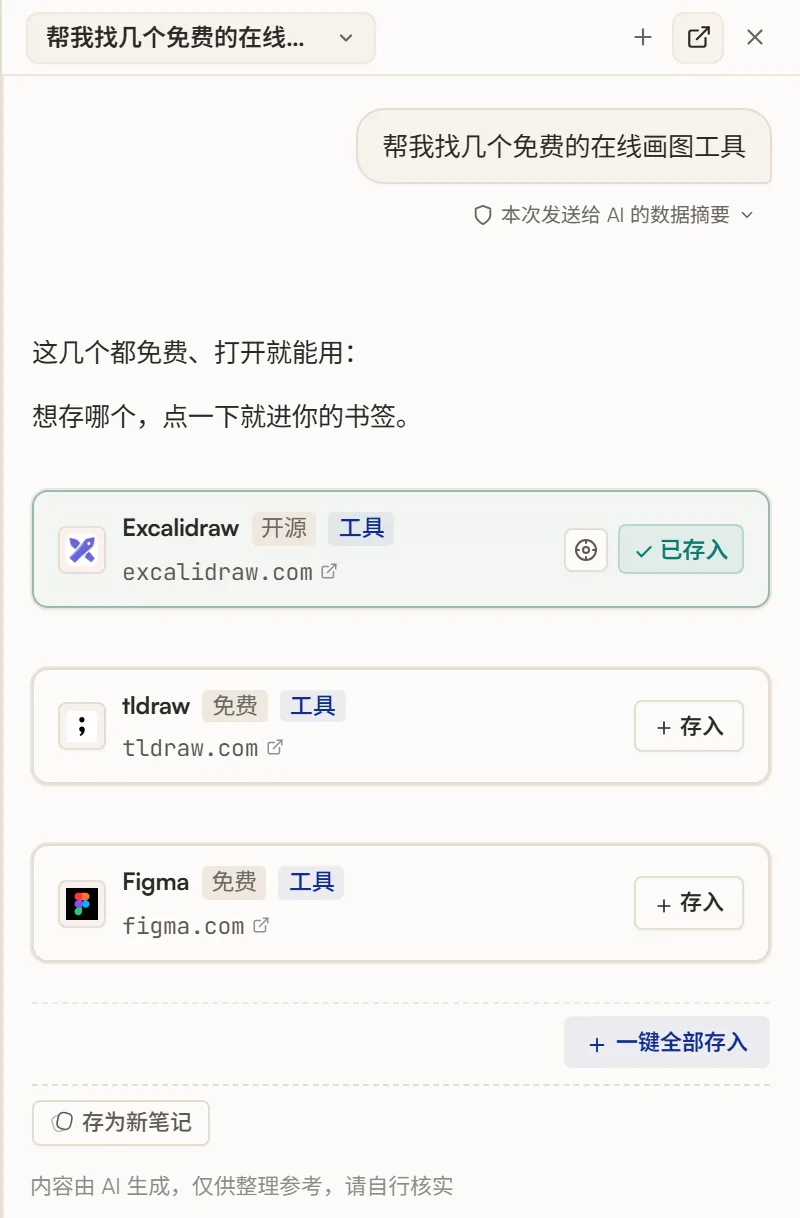 帮我找几个免费的在线...
帮我找几个免费的在线画图工具
本次发送给 AI 的数据摘要
这几个都免费、打开就能用：
想存哪个，点一下就进你的书签。
Excalidraw 开源 工具
excalidraw.com
已存入
tldraw 免费 工具
tldraw.com
+ 存入
Figma 免费 工具
figma.com
+ 存入
+ 一键全部存入
存为新笔记
内容由 AI 生成，仅供整理参考，请自行核实